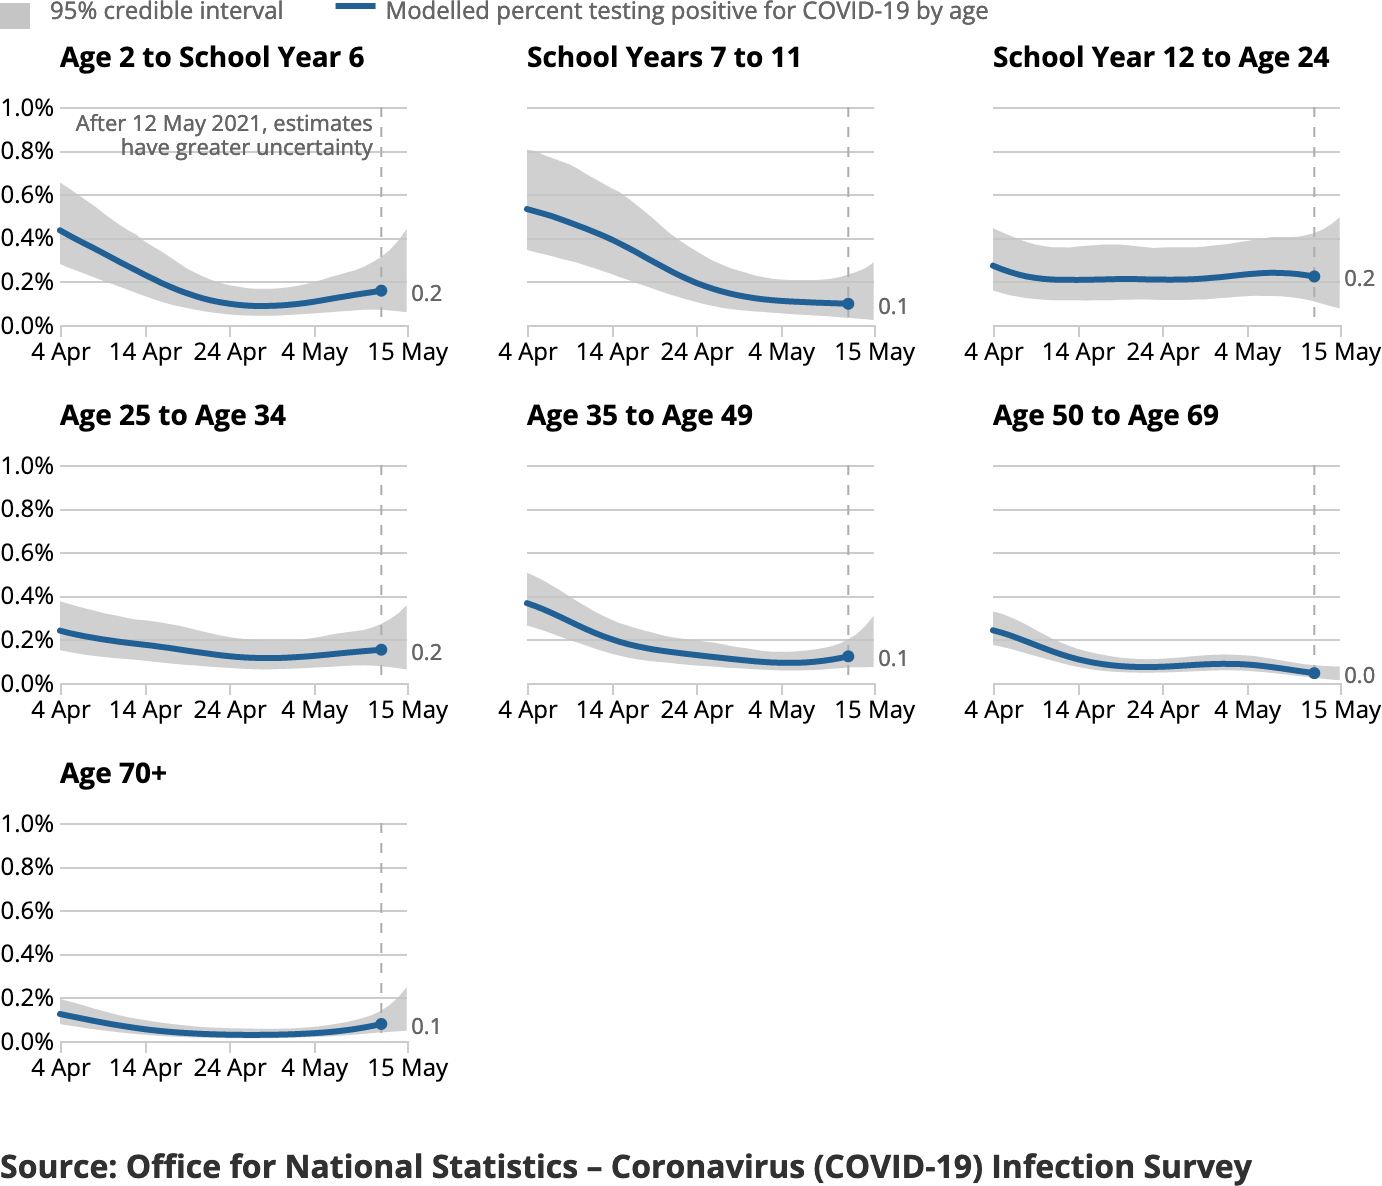 95% credible interval Modelled percent testing positive for COVID-19 by age
Age 2 to School Year 6 School Years 7 to 11 School Year 12 to Age 24
1.0%
After 12 May 2021, estimates
have greater uncertainty
0.8%
0.6%
0.4%
0.2%
0.0%
0.2 0.1 0.2
4 Apr 14 Apr 24 Apr 4 May 15 May 4 Apr 14 Apr 24 Apr 4 May 15 May 4 Apr 14 Apr 24 Apr 4 May 15 May
Age 25 to Age 34 Age 35 to Age 49 Age 50 to Age 69
1.0%
0.8%
0.6%
0.4%
0.2%
0.0%
0.2 0.1 0.0
4 Apr 14 Apr 24 Apr 4 May 15 May 4 Apr 14 Apr 24 Apr 4 May 15 May 4 Apr 14 Apr 24 Apr 4 May 15 May
Age 70+
1.0%
0.8%
0.6%
0.4%
0.2%
0.0%
0.1
4 Apr 14 Apr 24 Apr 4 May 15 May
Source: Office for National Statistics – Coronavirus (COVID-19) Infection Survey